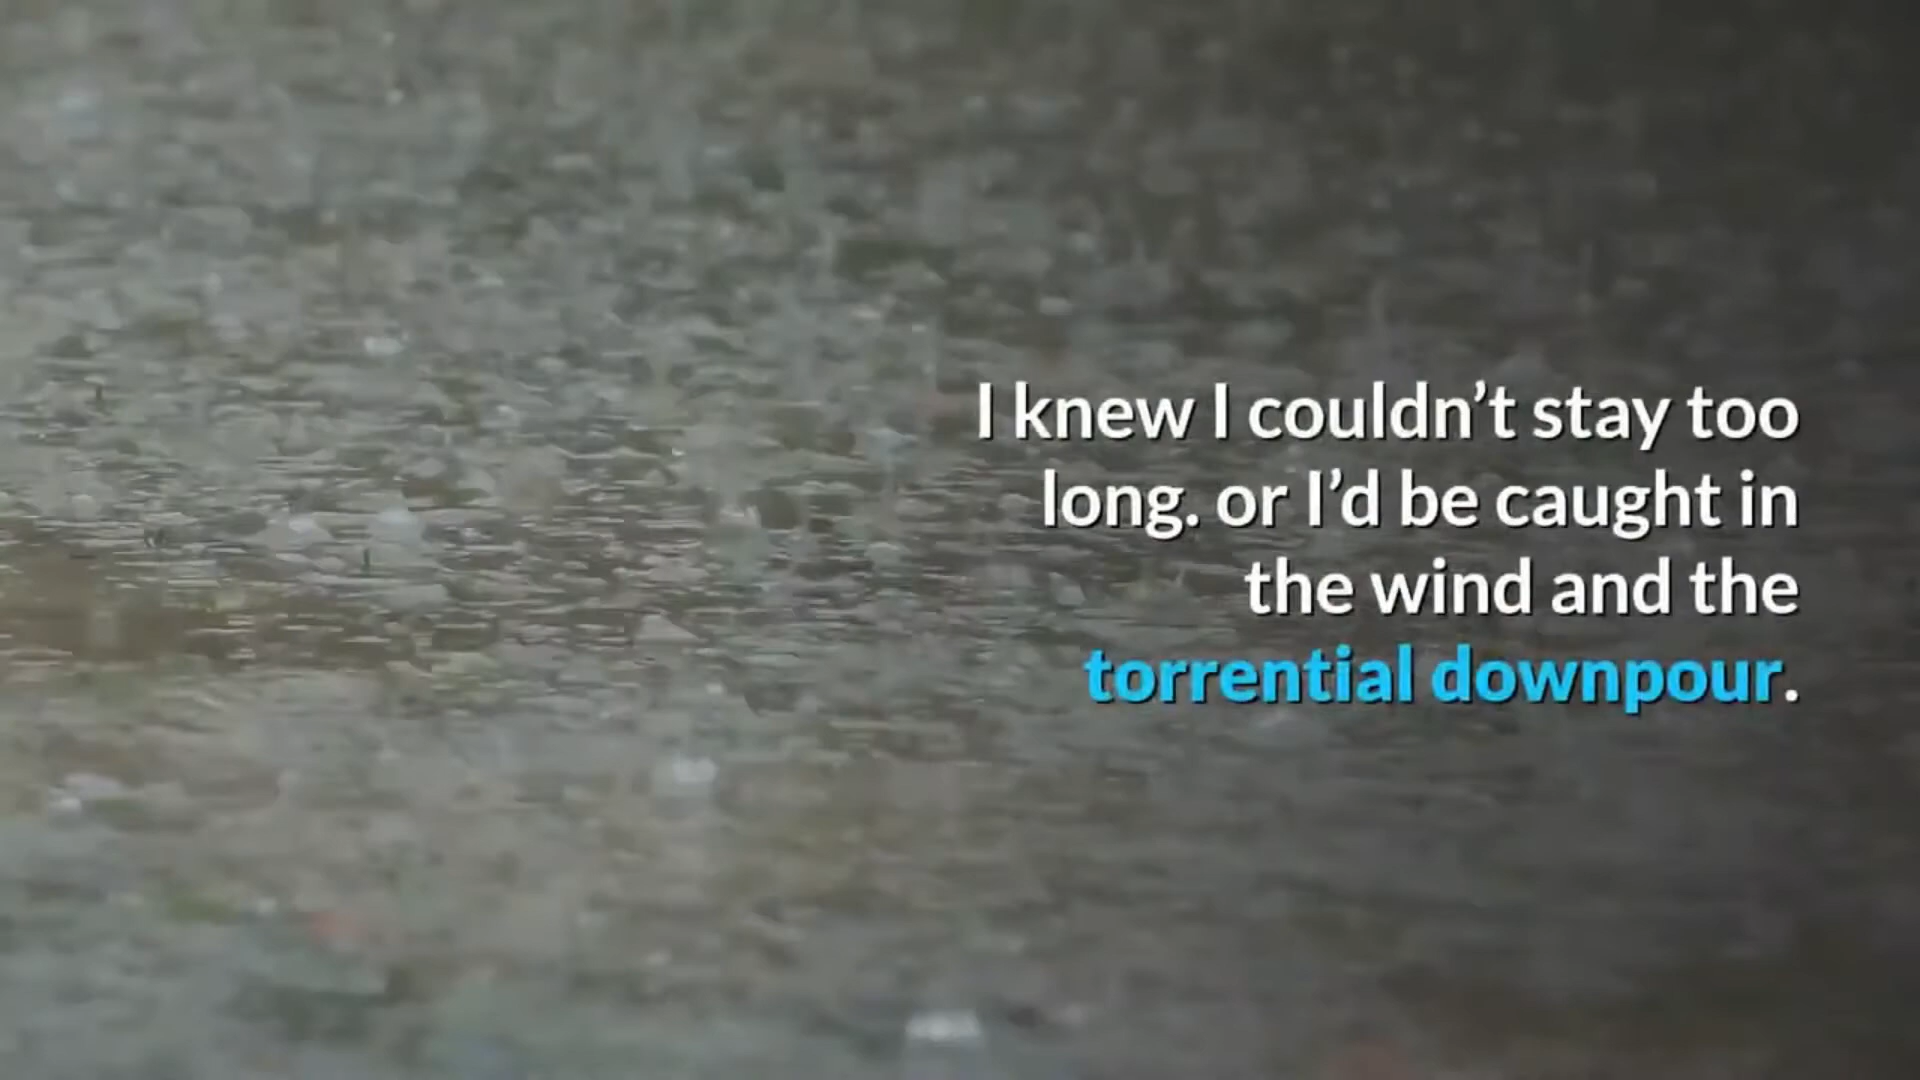 I knew I couldn’t stay too
long. or I’d be caught in
the wind and the
torrential downpour.